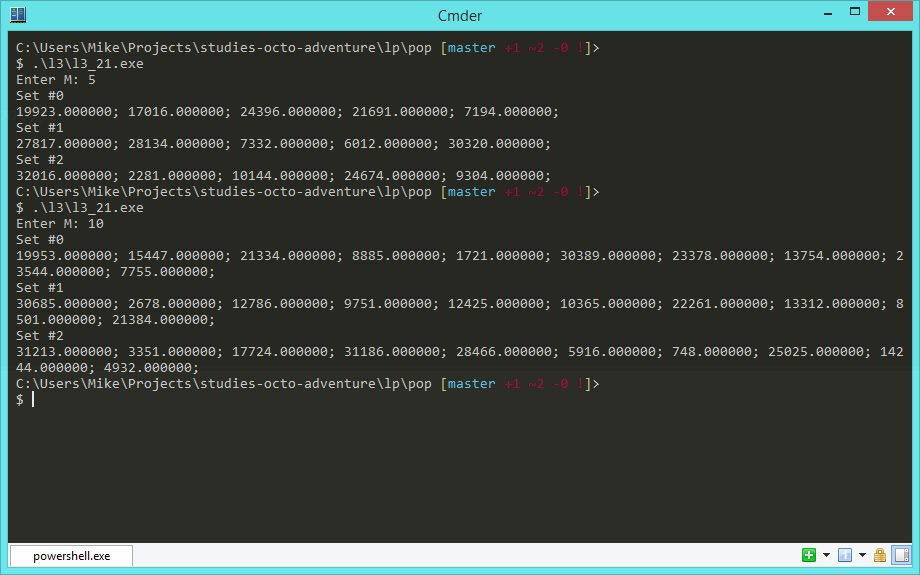 Cmder
C:\Users\Mike\Projects\studies-octo-adventure\lp\pop [master +1 ~2 -0 !]>
$ .\l3\l3_21.exe
Enter M: 5
Set #0
19923.000000; 17016.000000; 24396.000000; 21691.000000; 7194.000000;
Set #1
27817.000000; 28134.000000; 7332.000000; 6012.000000; 30320.000000;
Set #2
32016.000000; 2281.000000; 10144.000000; 24674.000000; 9304.000000;
C:\Users\Mike\Projects\studies-octo-adventure\lp\pop [master +1 ~2 -0 !]>
$ .\l3\l3_21.exe
Enter M: 10
Set #0
19953.000000; 15447.000000; 21334.000000; 8885.000000; 1721.000000; 30389.000000; 23378.000000; 13754.000000; 2
3544.000000; 7755.000000;
Set #1
30685.000000; 2678.000000; 12786.000000; 9751.000000; 12425.000000; 10365.000000; 22261.000000; 13312.000000; 8
501.000000; 21384.000000;
Set #2
31213.000000; 3351.000000; 17724.000000; 31186.000000; 28466.000000; 5916.000000; 748.000000; 25025.000000; 142
44.000000; 4932.000000;
C:\Users\Mike\Projects\studies-octo-adventure\lp\pop [master +1 ~2 -0 !]>
$
powershell.exe